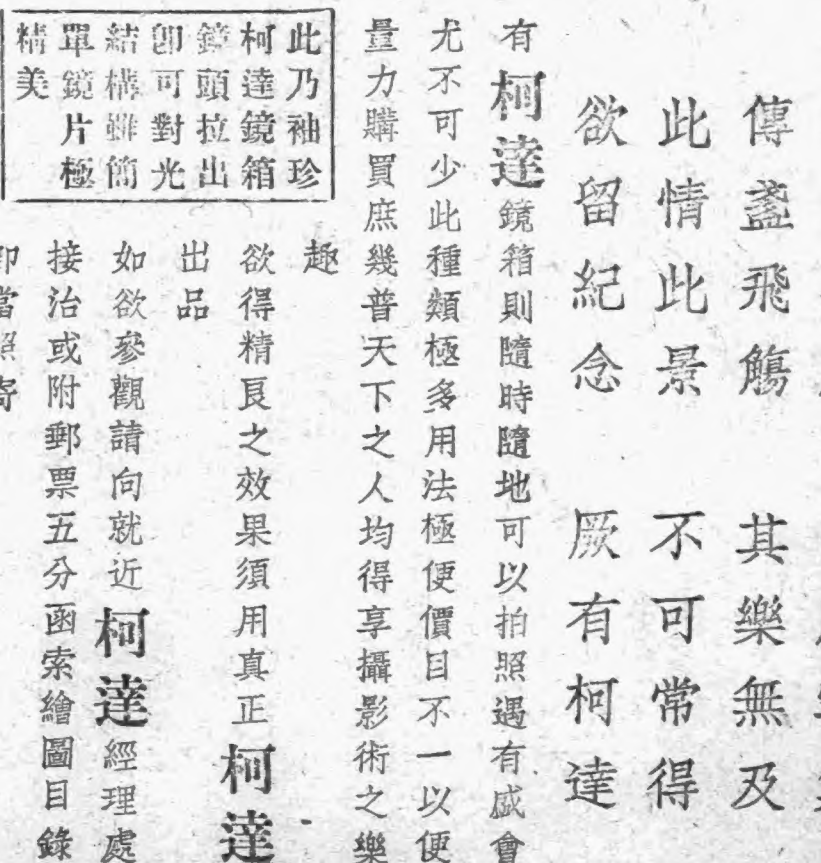 傳盞飛觴 其樂無及
此情此景 不可常得
欲留紀念 厥有柯達
有柯達鏡箱則隨時隨地可以拍照遇有盛會
尤不可少此種類極多用法極便價目不一以便
量力購買庶幾普天下之人均得享攝影術之樂
趣
欲得精良之效果須用真正柯達
出品
如欲參觀請向就近柯達經理處
接洽或附郵票五分函索繪圖目錄
卽當照寄
此乃袖珍
柯達鏡箱
鏡頭拉出
卽可對光
結構雖簡
單鏡片極
精美